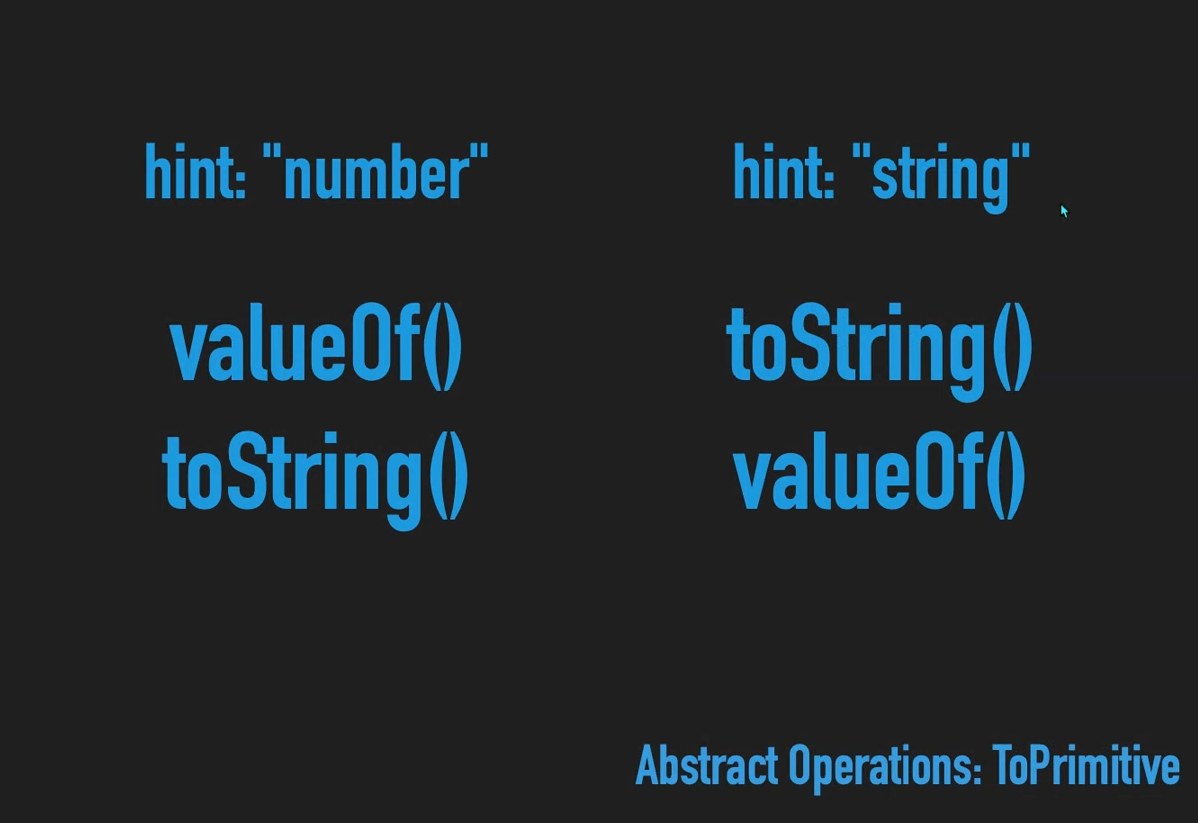 hint: "number"
valueOf()
toString()
hint: "string"
toString()
valueOf()
Abstract Operations: ToPrimitive